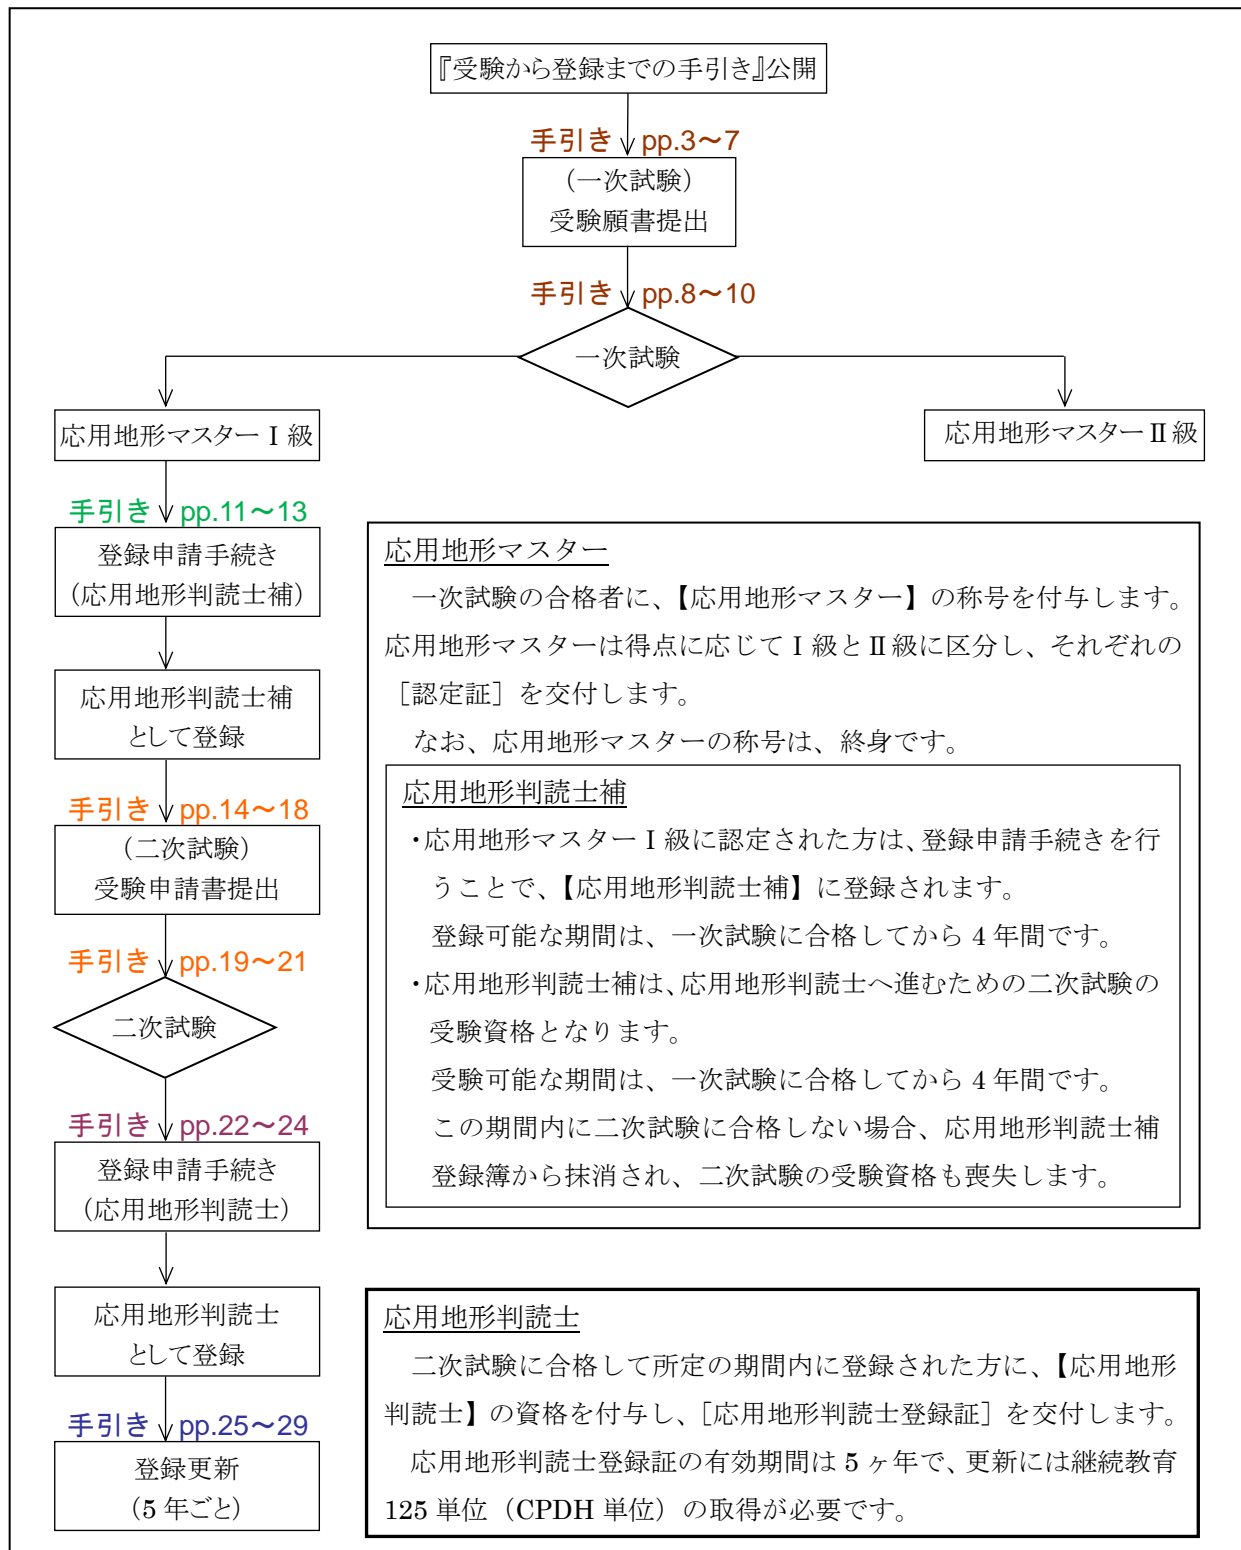 『受験から登録までの手引き』公開
手引き pp.3～7
(一次試験)
受験願書提出
手引き pp.8～10
一次試験
応用地形マスターⅠ級
応用地形マスターⅡ級
手引き pp.11～13
登録申請手続き
(応用地形判読士補)
応用地形判読士補
として登録
手引き pp.14～18
(二次試験)
受験申請書提出
手引き pp.19～21
二次試験
手引き pp.22～24
登録申請手続き
(応用地形判読士)
応用地形判読士
として登録
手引き pp.25～29
登録更新
(5年ごと)
応用地形マスター
一次試験の合格者に、【応用地形マスター】の称号を付与します。
応用地形マスターは得点に応じてⅠ級とⅡ級に区分し、それぞれの
［認定証］を交付します。
なお、応用地形マスターの称号は、終身です。
応用地形判読士補
・応用地形マスターⅠ級に認定された方は、登録申請手続きを行
うことで、【応用地形判読士補】に登録されます。
登録可能な期間は、一次試験に合格してから 4 年間です。
・応用地形判読士補は、応用地形判読士へ進むための二次試験の
受験資格となります。
受験可能な期間は、一次試験に合格してから 4 年間です。
この期間内に二次試験に合格しない場合、応用地形判読士補
登録簿から抹消され、二次試験の受験資格も喪失します。
応用地形判読士
二次試験に合格して所定の期間内に登録された方に、【応用地形
判読士】の資格を付与し、［応用地形判読士登録証］を交付します。
応用地形判読士登録証の有効期間は 5 ヶ年で、更新には継続教育
125 単位（CPDH 単位）の取得が必要です。